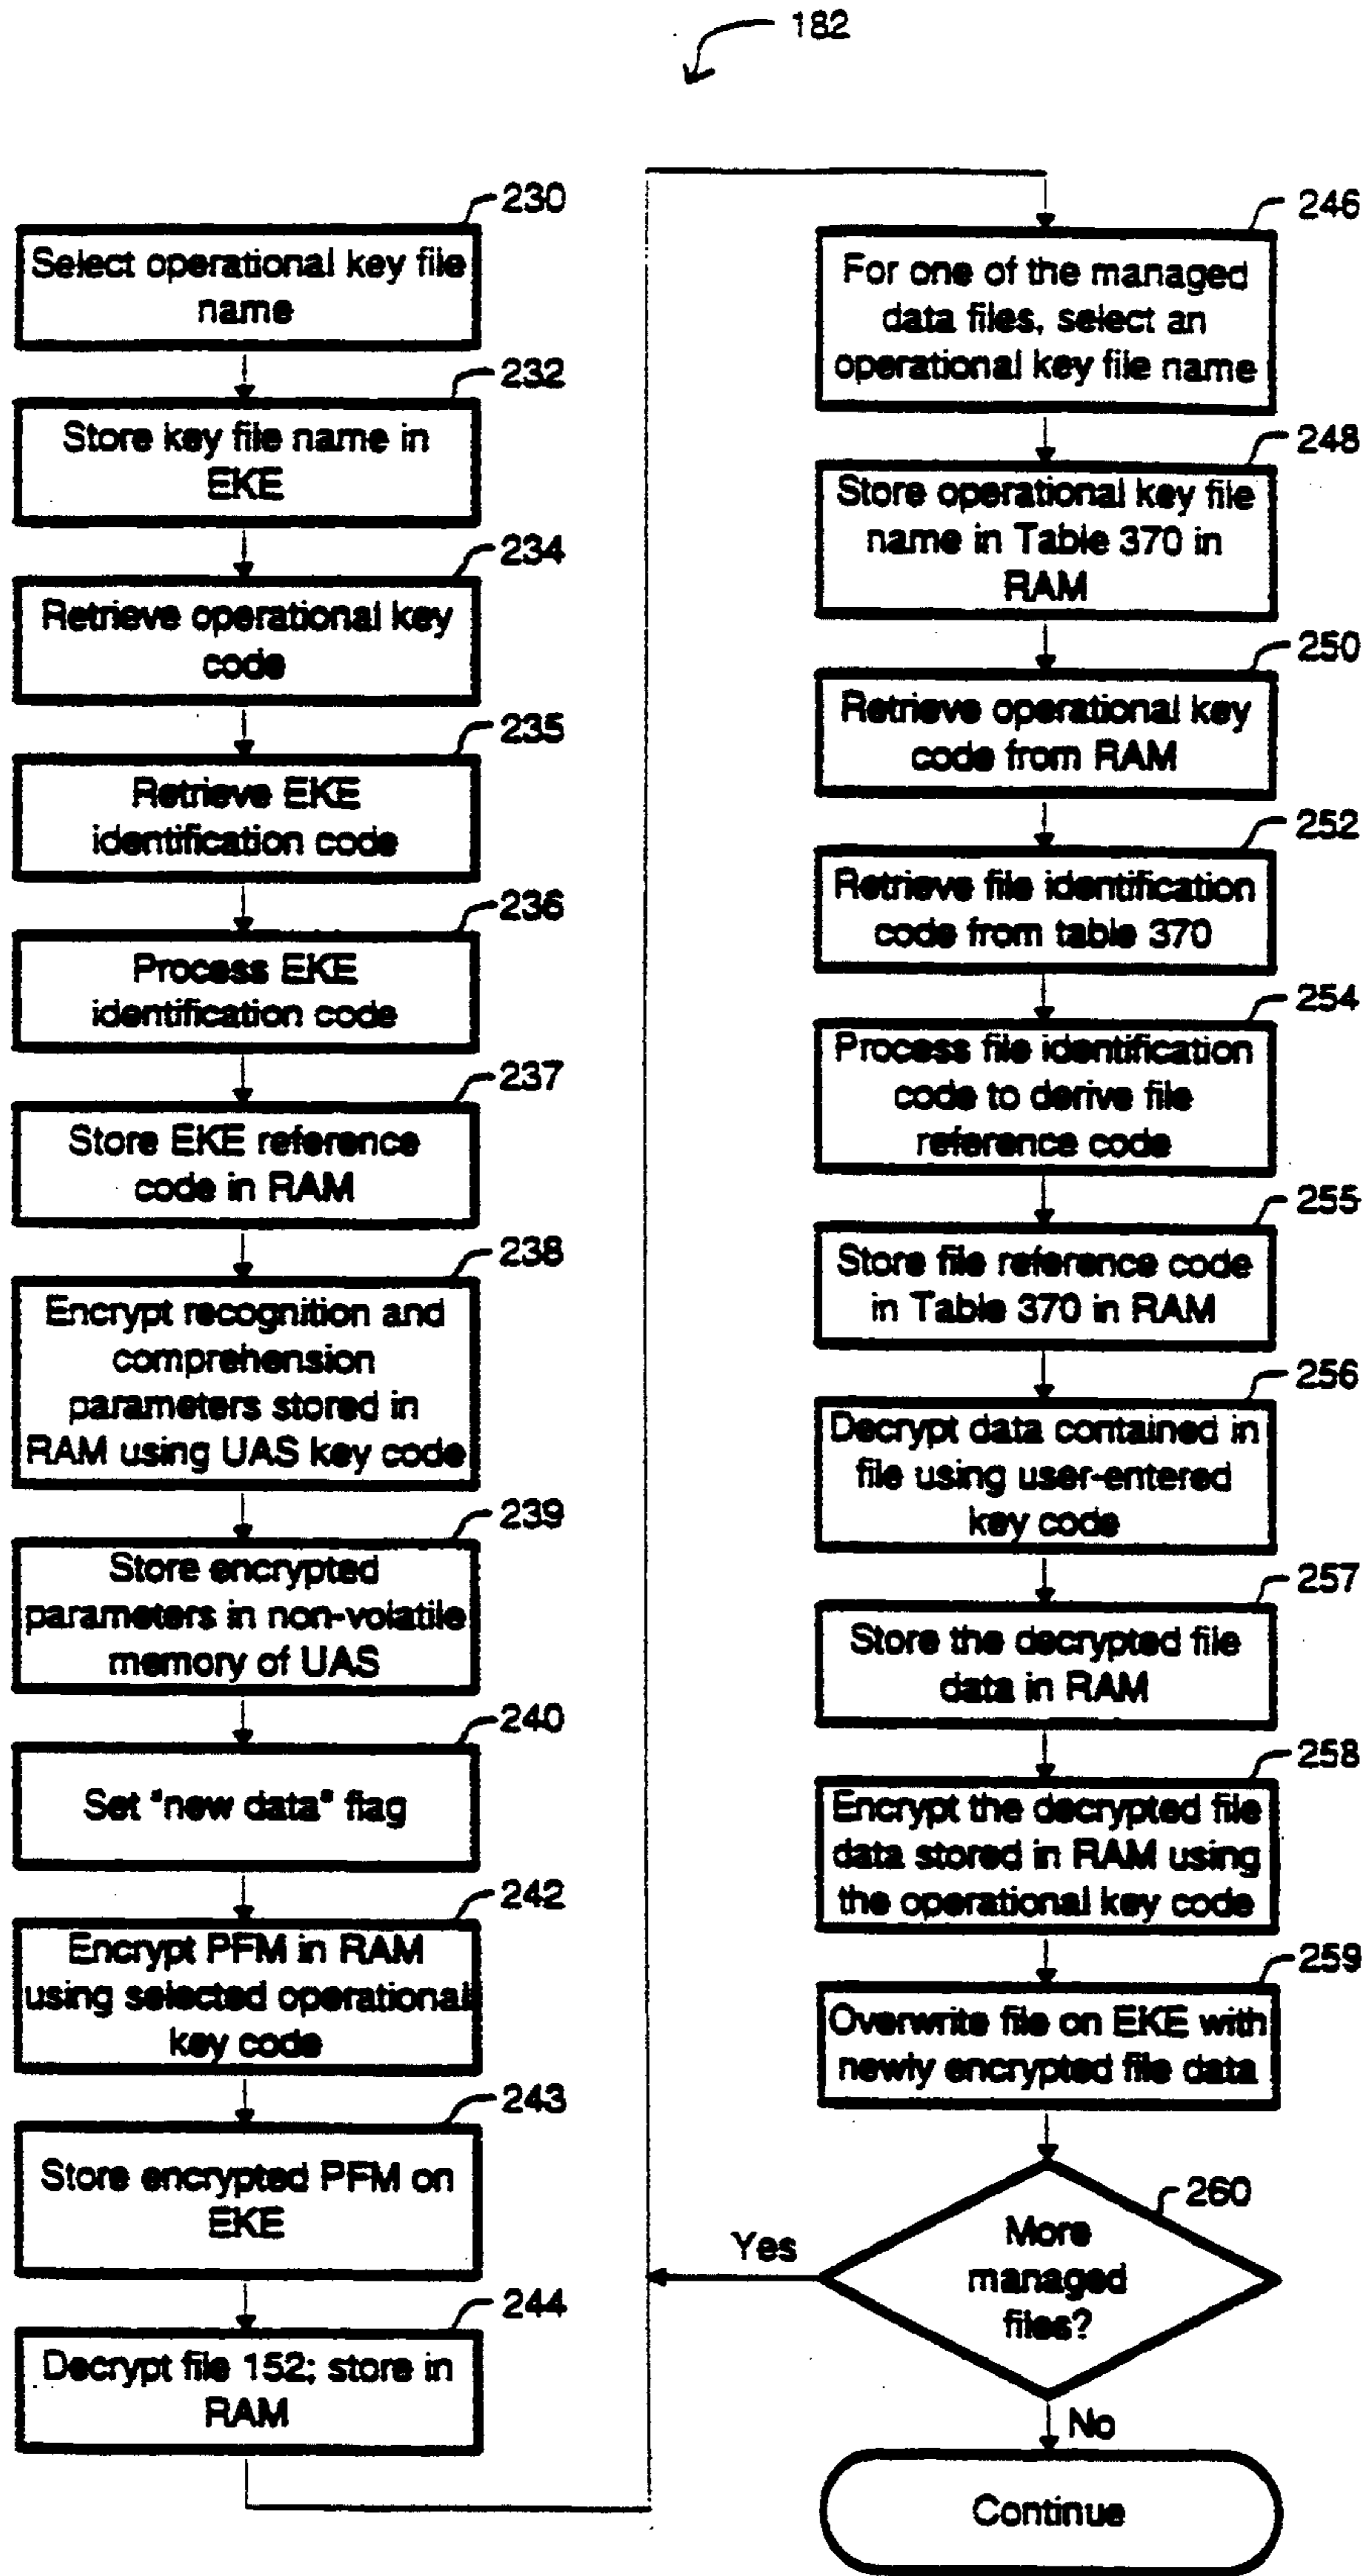 182
230
Select operational key file
name
232
Store key file name in
EKE
234
Retrieve operational key
code
235
Retrieve EKE
identification code
236
Process EKE
identification code
237
Store EKE reference
code in RAM
238
Encrypt recognition and
comprehension
parameters stored in
RAM using UAS key code
239
Store encrypted
parameters in non-volatile
memory of UAS
240
Set "new data" flag
242
Encrypt PFM in RAM
using selected operational
key code
243
Store encrypted PFM on
EKE
244
Decrypt file 152; store in
RAM
246
For one of the managed
data files, select an
operational key file name
248
Store operational key file
name in Table 370 in
RAM
250
Retrieve operational key
code from RAM
252
Retrieve file identification
code from table 370
254
Process file identification
code to derive file
reference code
255
Store file reference code
in Table 370 in RAM
256
Decrypt data contained in
file using user-entered
key code
257
Store the decrypted file
data in RAM
258
Encrypt the decrypted file
data stored in RAM using
the operational key code
259
Overwrite file on EKE with
newly encrypted file data
260
More
managed
files?
Yes
No
Continue